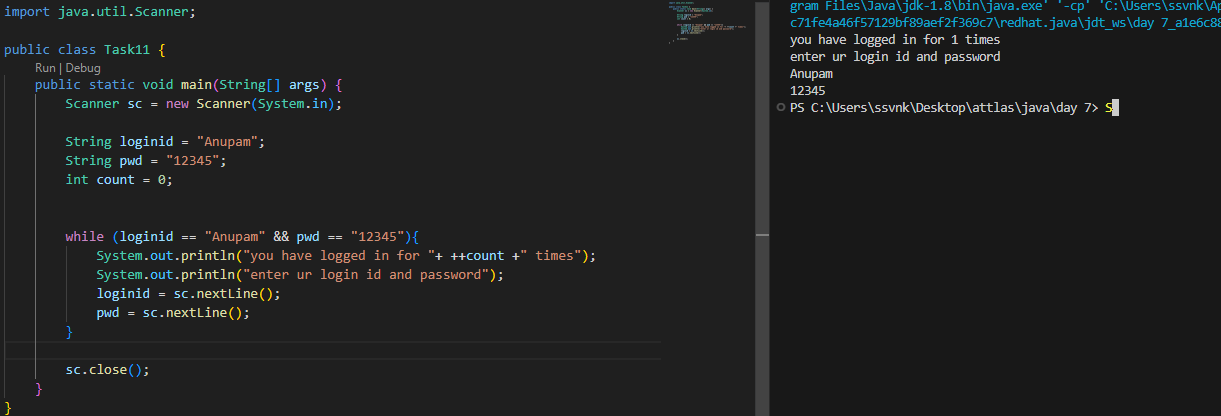 import java.util.Scanner;
public class Task11 {
Run | Debug
public static void main(String[] args) {
Scanner sc = new Scanner(System.in);
String loginid = "Anupam";
String pwd = "12345";
int count = 0;
while (loginid == "Anupam" && pwd == "12345"){
System.out.println("you have logged in for "+ ++count +" times");
System.out.println("enter ur login id and password");
loginid = sc.nextLine();
pwd = sc.nextLine();
}
sc.close();
}
}
gram Files\Java\jdk-1.8\bin\java.exe' '-cp' 'C:\Users\ssvnk\Ap
c71fe4a46f57129bf89aef2f369c7\redhat.java\jdt_ws\day 7_a1e6c88
you have logged in for 1 times
enter ur login id and password
Anupam
12345
PS C:\Users\ssvnk\Desktop\attlas\java\day 7> S